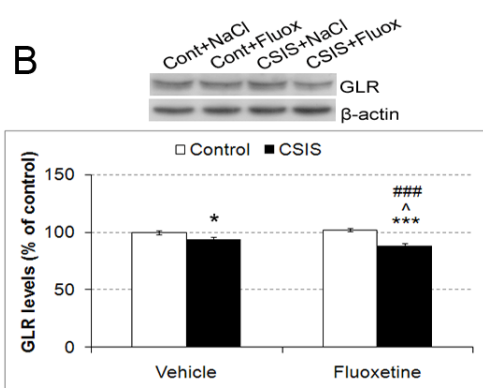 B
Cont+NaCl Cont+Fluox CSIS+NaCl CSIS+Fluox
GLR
β-actin
Control CSIS
GLR levels (% of control)
150
100
50
0
*
###
^
***
Vehicle Fluoxetine